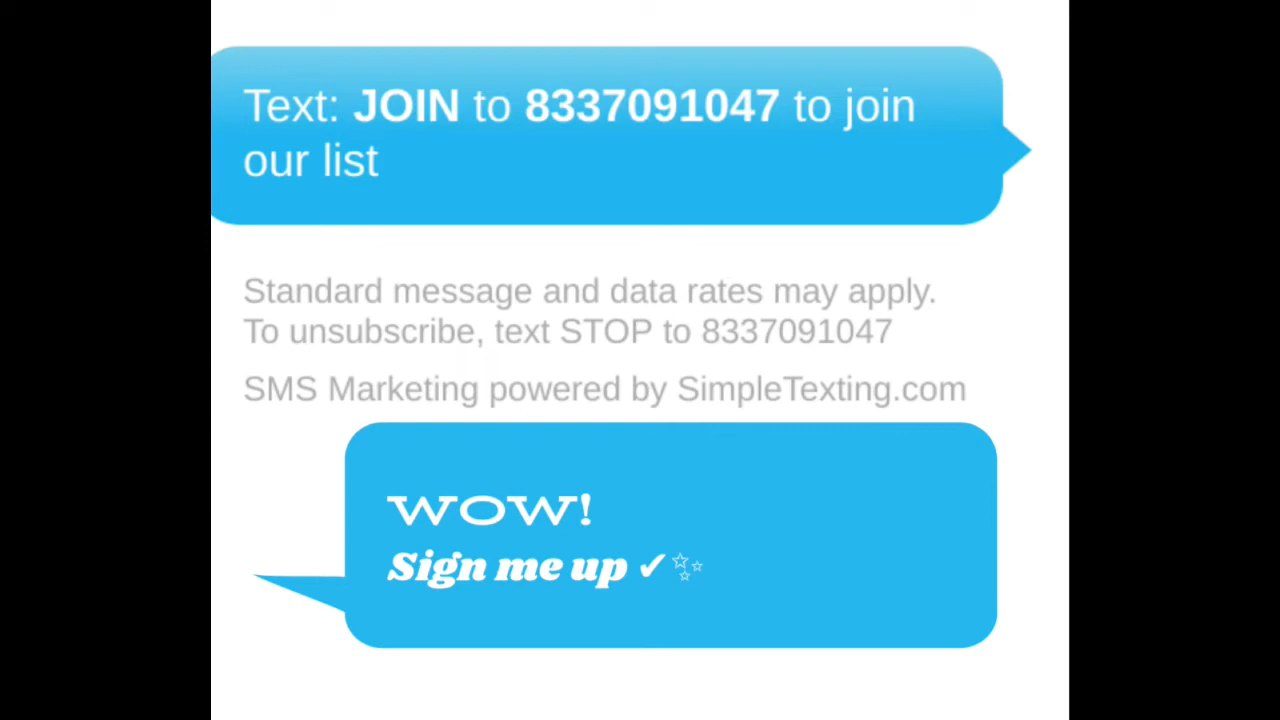 Text: JOIN to 8337091047 to join
our list
Standard message and data rates may apply.
To unsubscribe, text STOP to 8337091047
SMS Marketing powered by SimpleTexting.com
WOW!
Sign me up ✔✨